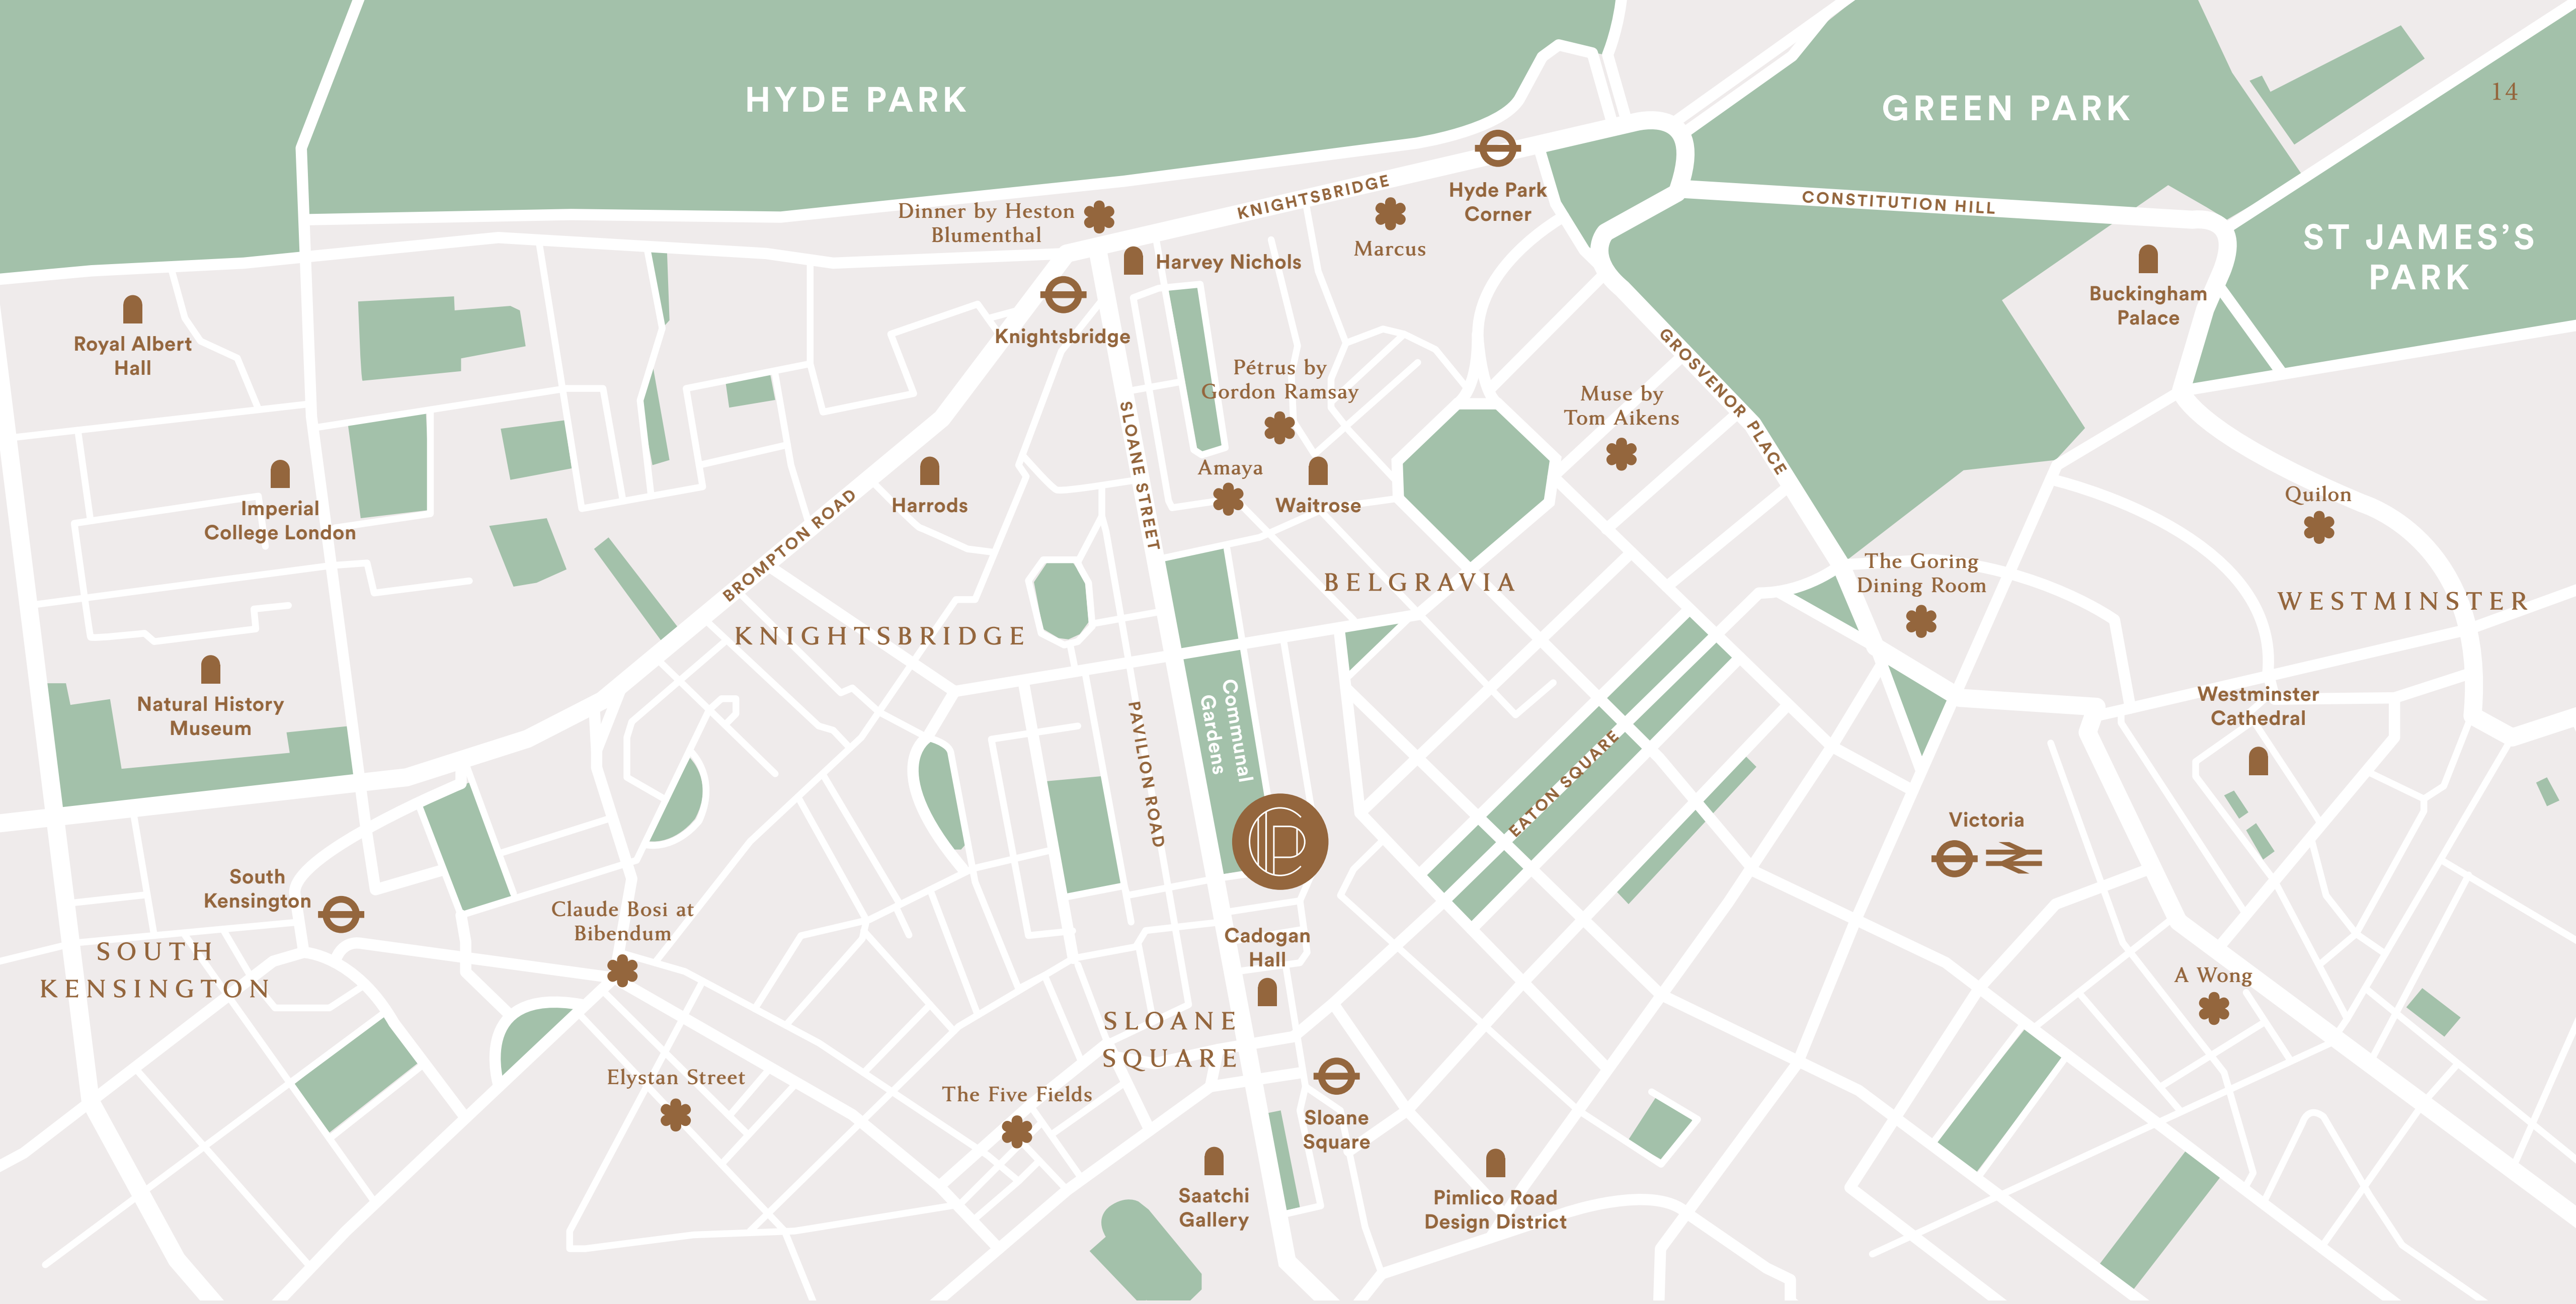 HYDE PARK
GREEN PARK
14
ST JAMES’S
PARK
CONSTITUTION HILL
KNIGHTSBRIDGE
Hyde Park
Corner
Dinner by Heston
Blumenthal
Marcus
Harvey Nichols
Knightsbridge
Buckingham
Palace
Royal Albert
Hall
GROSVENOR PLACE
Pétrus by
Gordon Ramsay
Muse by
Tom Aikens
SLOANE STREET
Amaya
Waitrose
Harrods
BROMPTON ROAD
Imperial
College London
Quilon
The Goring
Dining Room
BELGRAVIA
WESTMINSTER
KNIGHTSBRIDGE
Natural History
Museum
Communal
Gardens
PAVILION ROAD
EATON SQUARE
Westminster
Cathedral
Victoria
South
Kensington
SOUTH
KENSINGTON
Claude Bosi at
Bibendum
Cadogan
Hall
A Wong
SLOANE
SQUARE
Elystan Street
The Five Fields
Sloane
Square
Saatchi
Gallery
Pimlico Road
Design District